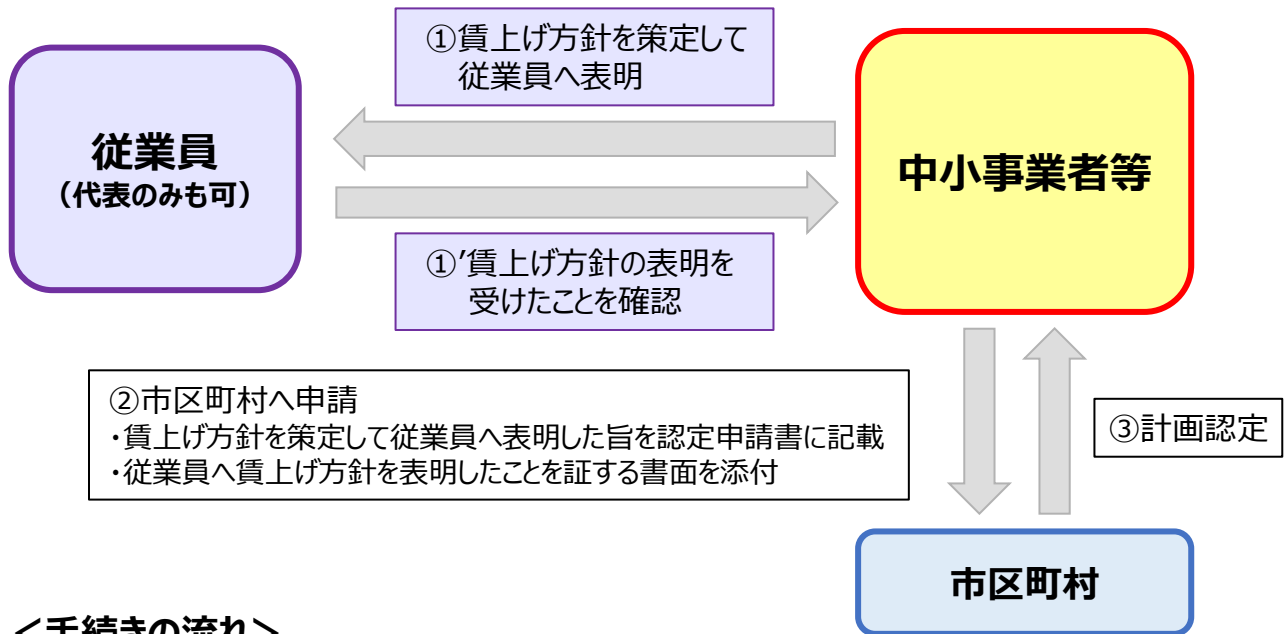 ①賃上げ方針を策定して
従業員へ表明
従業員
（代表のみも可）
中小事業者等
①’賃上げ方針の表明を
受けたことを確認
②市区町村へ申請
・賃上げ方針を策定して従業員へ表明した旨を認定申請書に記載
・従業員へ賃上げ方針を表明したことを証する書面を添付
③計画認定
市区町村
＜手続きの流れ＞